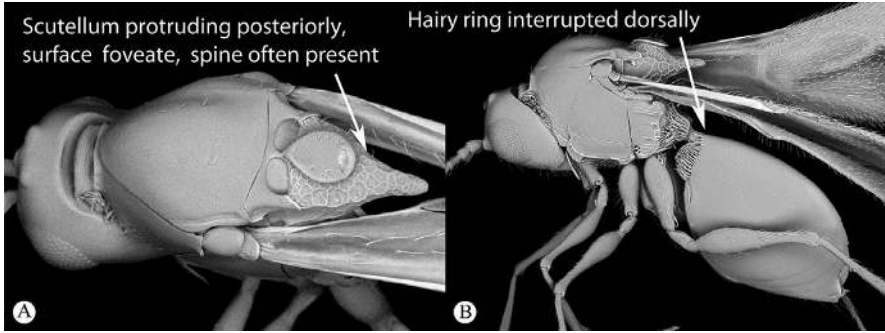 Scutellum protruding posteriorly,
surface foveate, spine often present
Hairy ring interrupted dorsally
A
B